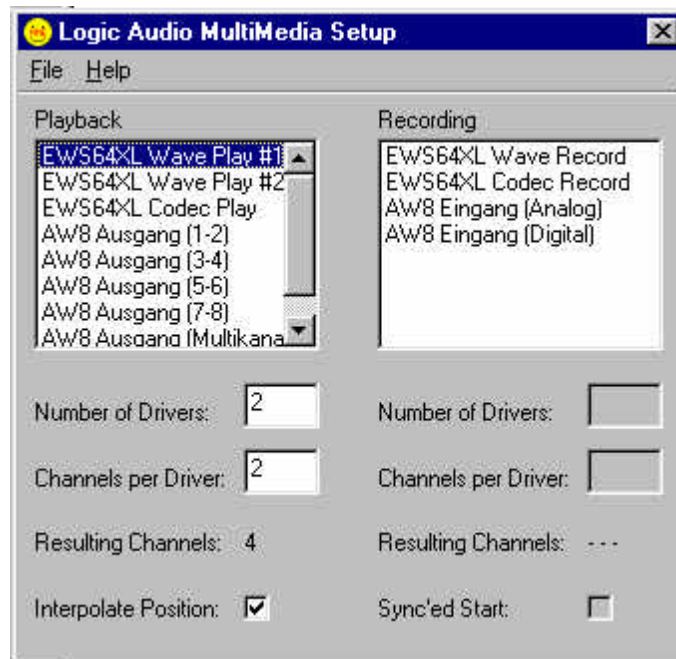 Logic Audio MultiMedia Setup
File Help
Playback
EWS64XL Wave Play #1
EWS64XL Wave Play #2
EWS64XL Codec Play
AW8 Ausgang (1-2)
AW8 Ausgang (3-4)
AW8 Ausgang (5-6)
AW8 Ausgang (7-8)
AW8 Ausgang (Multikana
Recording
EWS64XL Wave Record
EWS64XL Codec Record
AW8 Eingang (Analog)
AW8 Eingang (Digital)
Number of Drivers: 2
Channels per Driver: 2
Resulting Channels: 4
Interpolate Position:
Number of Drivers:
Channels per Driver:
Resulting Channels: - - -
Sync'ed Start: